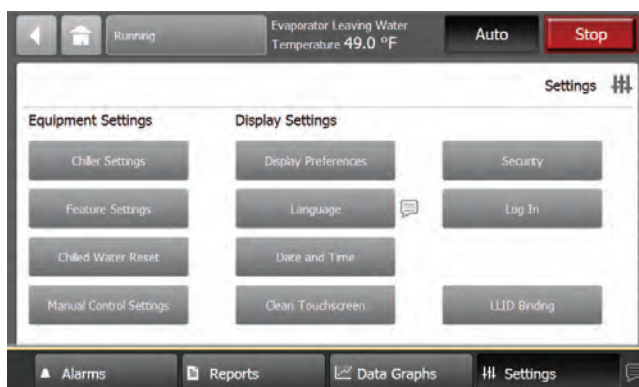 Running
Evaporator Leaving Water
Temperature 49.0 °F
Auto
Stop
Settings
Equipment Settings
Display Settings
Chiller Settings
Display Preferences
Security
Feature Settings
Language
Log In
Chilled Water Reset
Date and Time
Manual Control Settings
Clean Touchscreen
LLID Binding
Alarms
Reports
Data Graphs
Settings